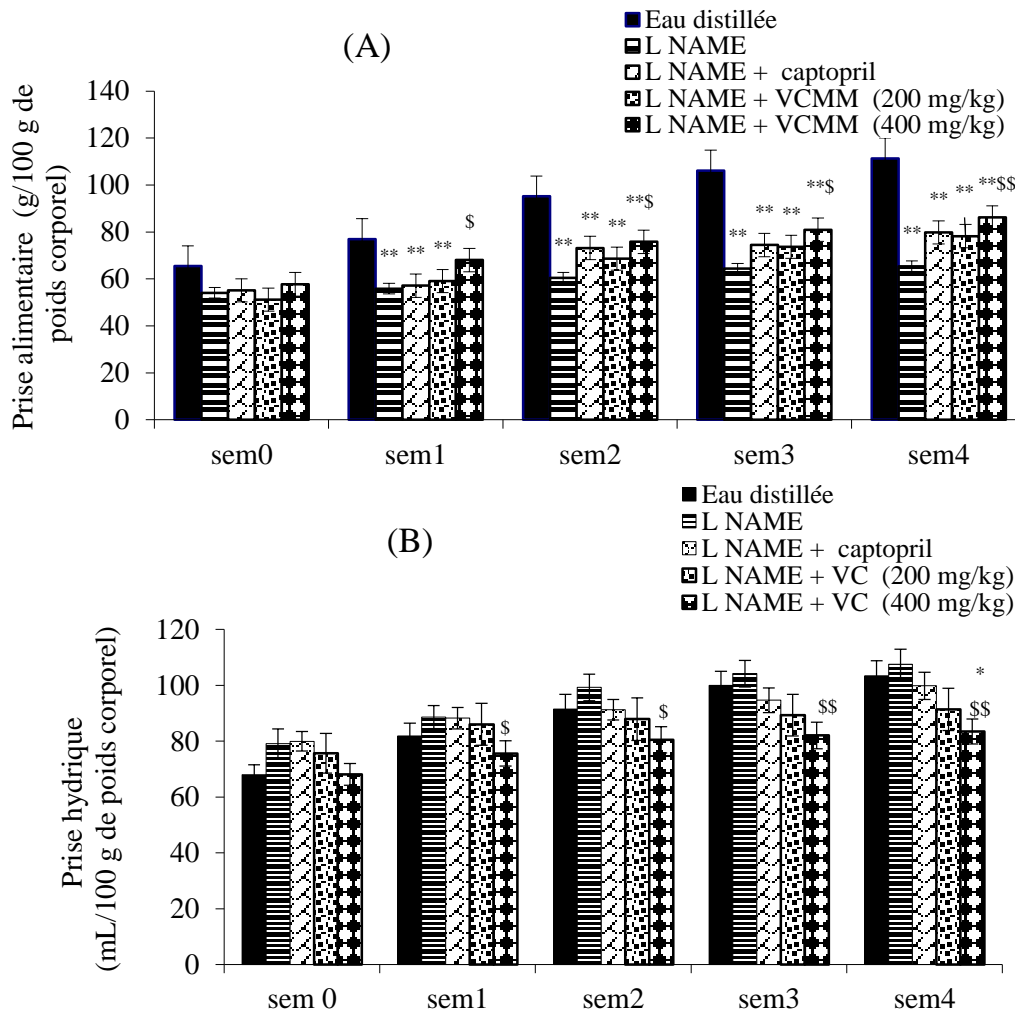 (A)
Eau distillée
L NAME
L NAME + captopril
L NAME + VCMM (200 mg/kg)
L NAME + VCMM (400 mg/kg)
Prise alimentaire (g/100 g de
poids corporel)
140
120
100
80
60
40
20
0
** ** ** $
** ** ** **$
** ** ** **$
** ** ** **$$
sem0 sem1 sem2 sem3 sem4
(B)
Eau distillée
L NAME
L NAME + captopril
L NAME + VC (200 mg/kg)
L NAME + VC (400 mg/kg)
Prise hydrique
(mL/100 g de poids corporel)
120
100
80
60
40
20
0
$
$
$$
*
$$
sem 0 sem1 sem2 sem3 sem4